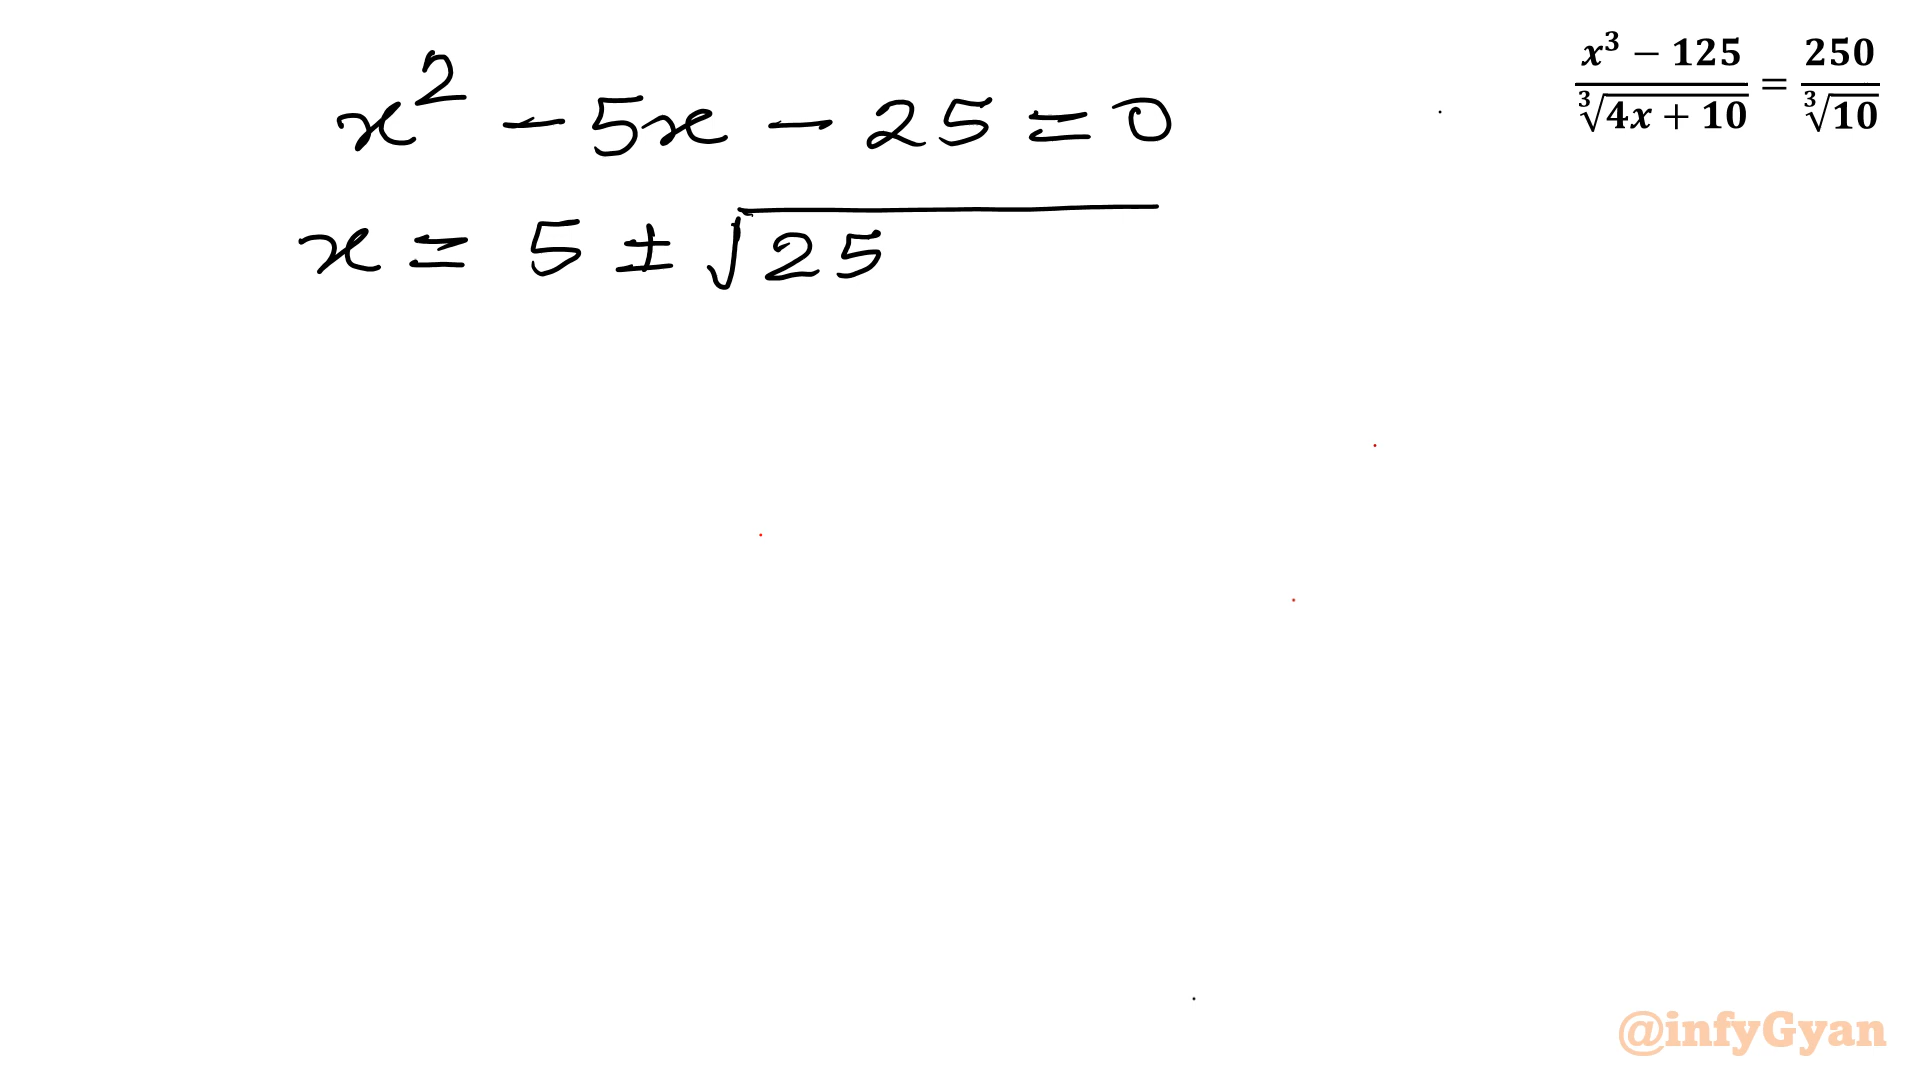 x² - 5x - 25 = 0
x = 5 ± √25
(x³ − 125)/∛(4x + 10) = 250/∛10
@infyGyan